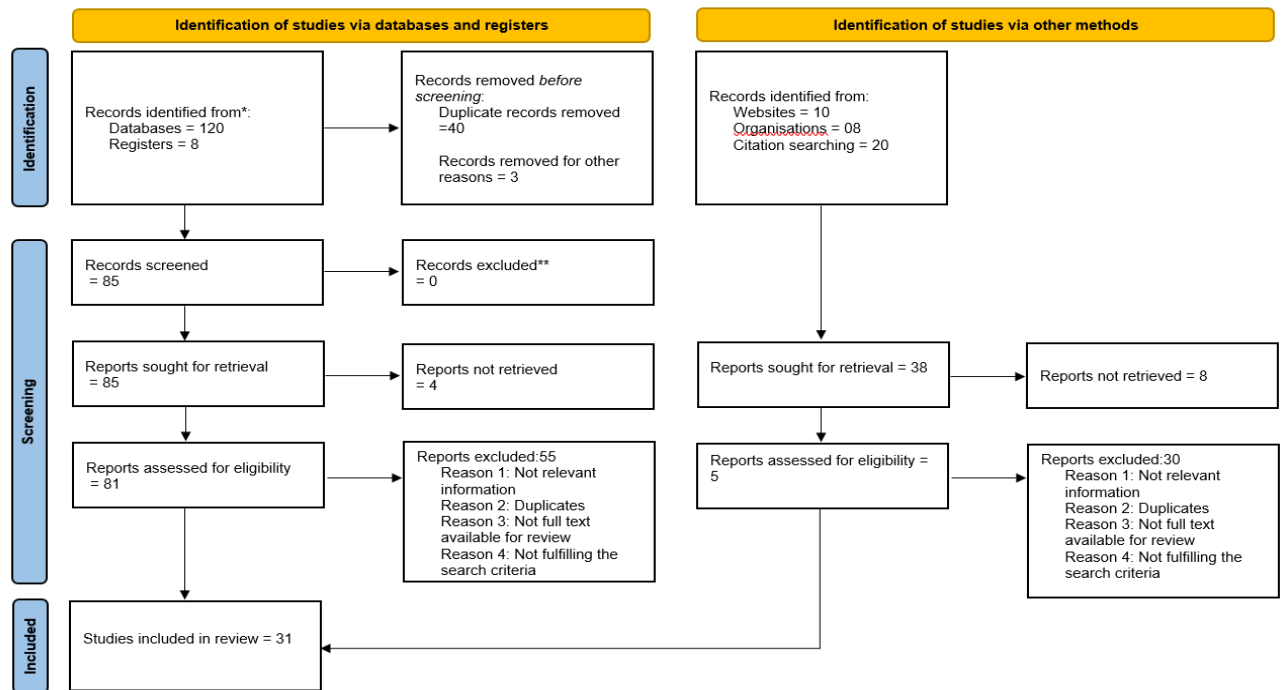 Identification of studies via databases and registers
Identification of studies via other methods
Identification
Records identified from*:
Databases = 120
Registers = 8
Records removed before
screening:
Duplicate records removed
=40
Records removed for other
reasons = 3
Records identified from:
Websites = 10
Organisations = 08
Citation searching = 20
Screening
Records screened
= 85
Records excluded**
= 0
Reports sought for retrieval
= 85
Reports not retrieved
= 4
Reports sought for retrieval = 38
Reports not retrieved = 8
Reports assessed for eligibility
= 81
Reports excluded:55
Reason 1: Not relevant
information
Reason 2: Duplicates
Reason 3: Not full text
available for review
Reason 4: Not fulfilling the
search criteria
Reports assessed for eligibility =
5
Reports excluded:30
Reason 1: Not relevant
information
Reason 2: Duplicates
Reason 3: Not full text
available for review
Reason 4: Not fulfilling the
search criteria
Included
Studies included in review = 31